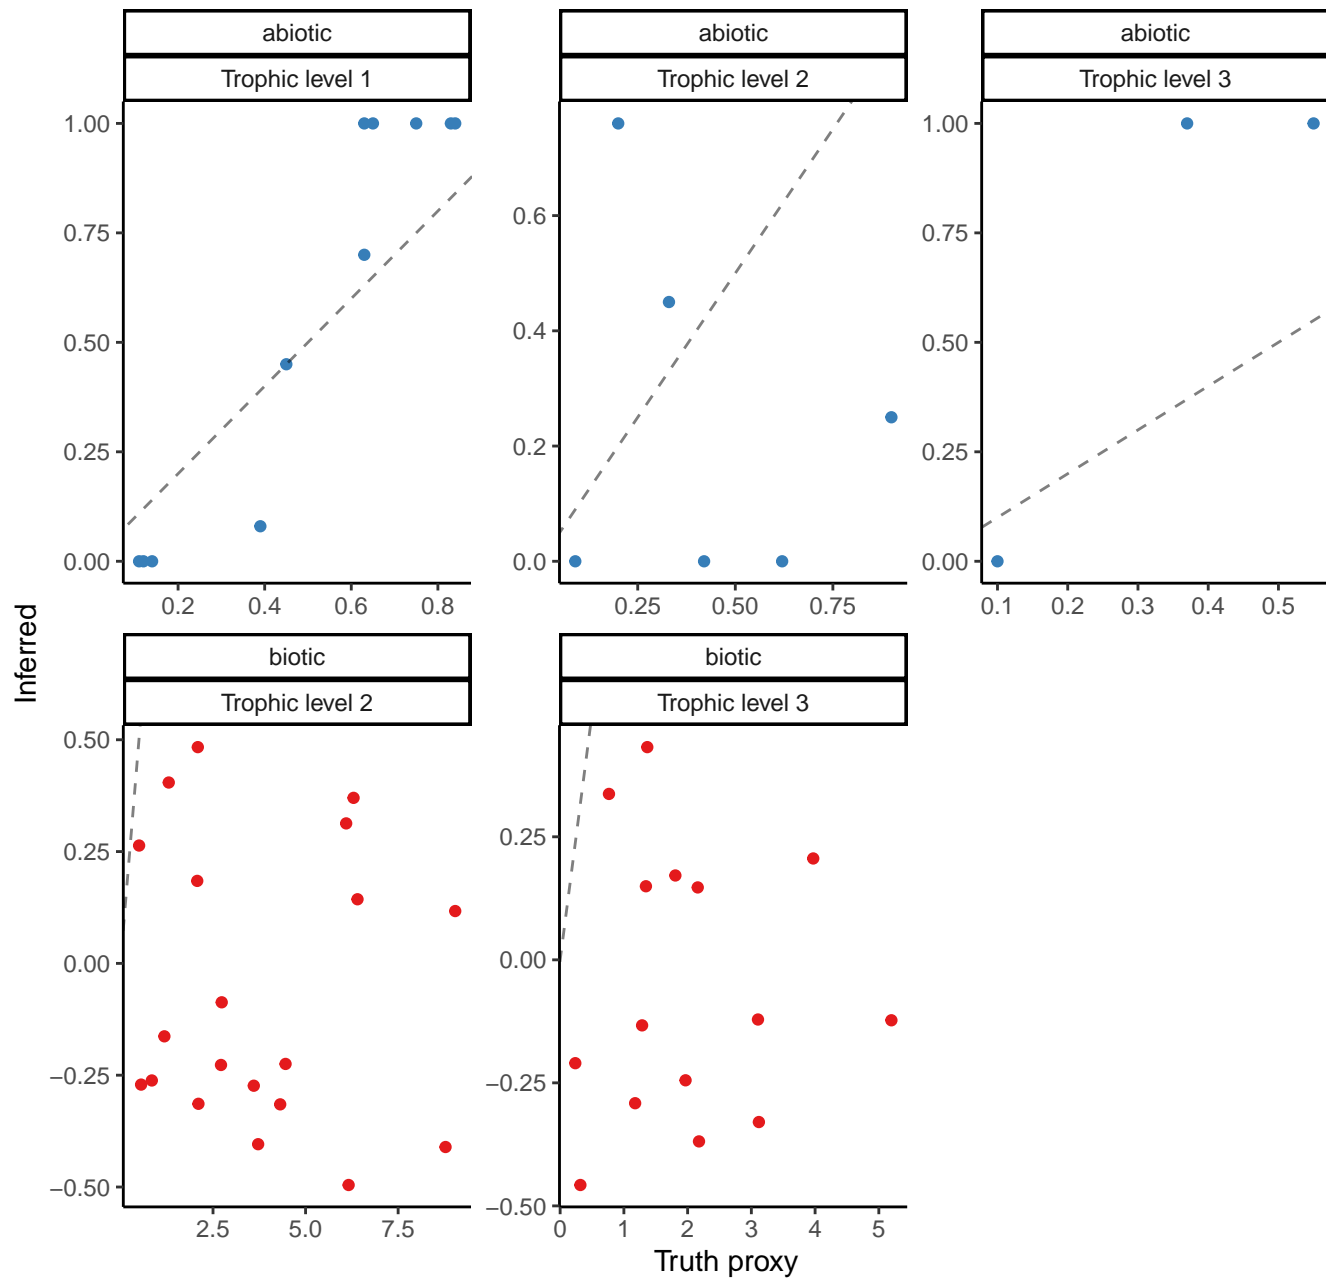 abiotic
Trophic level 1
abiotic
Trophic level 2
abiotic
Trophic level 3
1.00
0.75
0.50
0.25
0.00
0.2 0.4 0.6 0.8
0.6
0.4
0.2
0.0
0.25 0.50 0.75
1.00
0.75
0.50
0.25
0.00
0.1 0.2 0.3 0.4 0.5
Inferred
biotic
Trophic level 2
biotic
Trophic level 3
0.50
0.25
0.00
−0.25
−0.50
2.5 5.0 7.5
0.25
0.00
−0.25
−0.50
0 1 2 3 4 5
Truth proxy